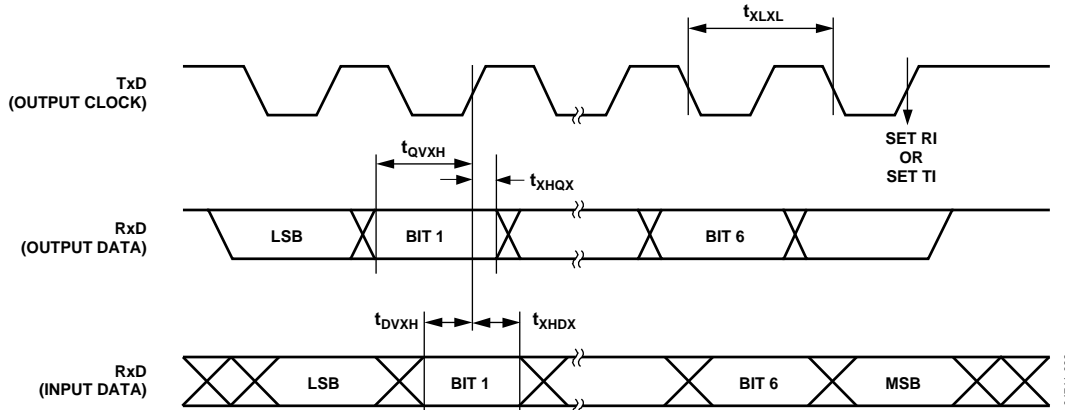 tXLXL
TxD
(OUTPUT CLOCK)
SET RI
OR
SET TI
tQVXH
tXHQX
RxD
(OUTPUT DATA)
LSB
BIT 1
BIT 6
tDVXH
tXHDX
RxD
(INPUT DATA)
LSB
BIT 1
BIT 6
MSB